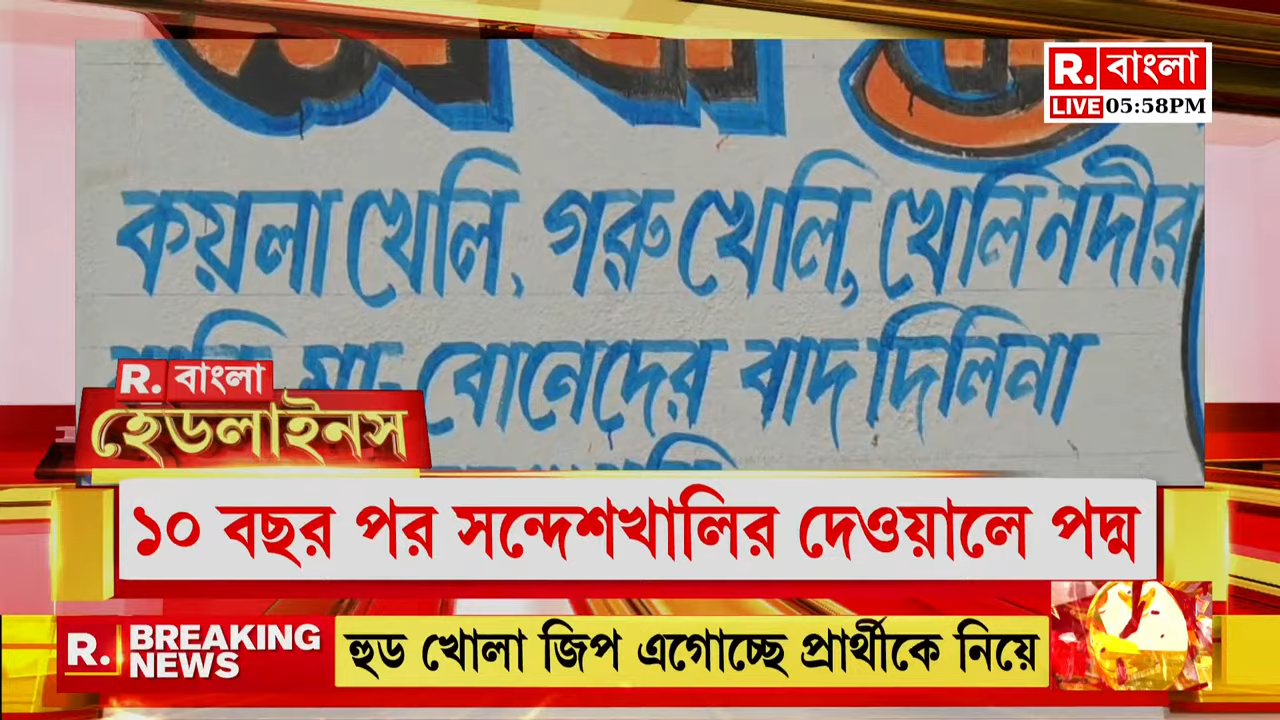 R. বাংলা
LIVE 05:58PM
কয়লা খেলি, গরু খেলি, খেলি নদীর
মা- বোনেদের বাদ দিলিনা
R. বাংলা
হেডলাইনস
১০ বছর পর সন্দেশখালির দেওয়ালে পদ্ম
R. BREAKING NEWS
হুড খোলা জিপ এগোচ্ছে প্রার্থীকে নিয়ে